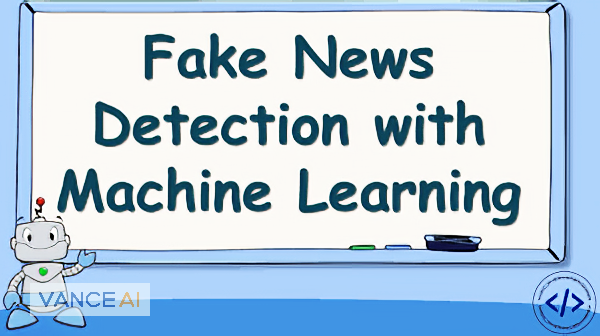 Fake News
Detection with
Machine Learning
VANCE AI
</>